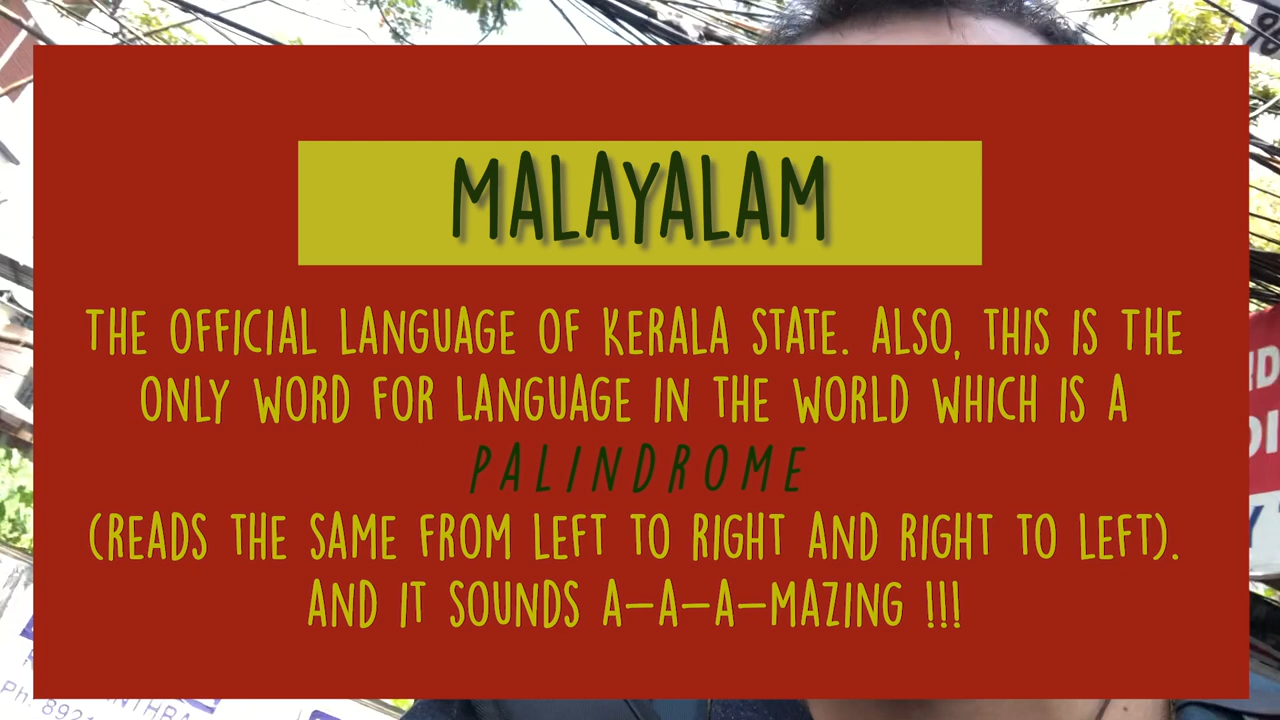 MALAYALAM
THE OFFICIAL LANGUAGE OF KERALA STATE. ALSO, THIS IS THE
ONLY WORD FOR LANGUAGE IN THE WORLD WHICH IS A
PALINDROME
(READS THE SAME FROM LEFT TO RIGHT AND RIGHT TO LEFT).
AND IT SOUNDS A-A-A-MAZING !!!